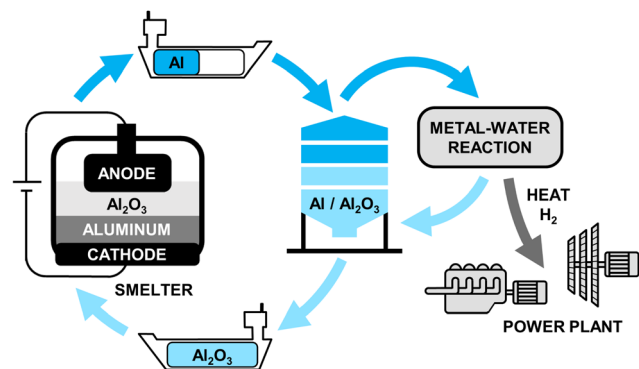 Al
METAL-WATER
REACTION
ANODE
Al₂O₃
ALUMINUM
CATHODE
SMELTER
Al / Al₂O₃
HEAT
H₂
POWER PLANT
Al₂O₃